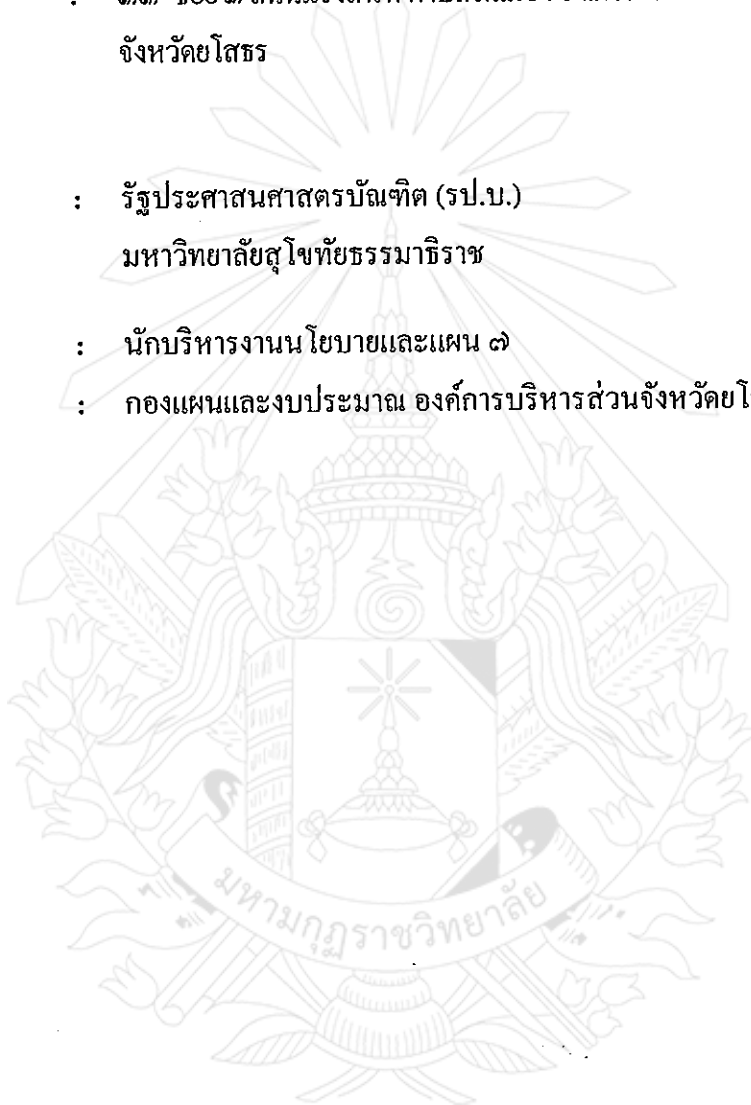 :
จังหวัดยโสธร
: รัฐประศาสนศาสตรบัณฑิต (รป.บ.)
มหาวิทยาลัยสุโขทัยธรรมาธิราช
: นักบริหารงานนโยบายและแผน ๗
: กองแผนและงบประมาณ องค์การบริหารส่วนจังหวัดยโ
มหามกุฏราชวิทยาลัย